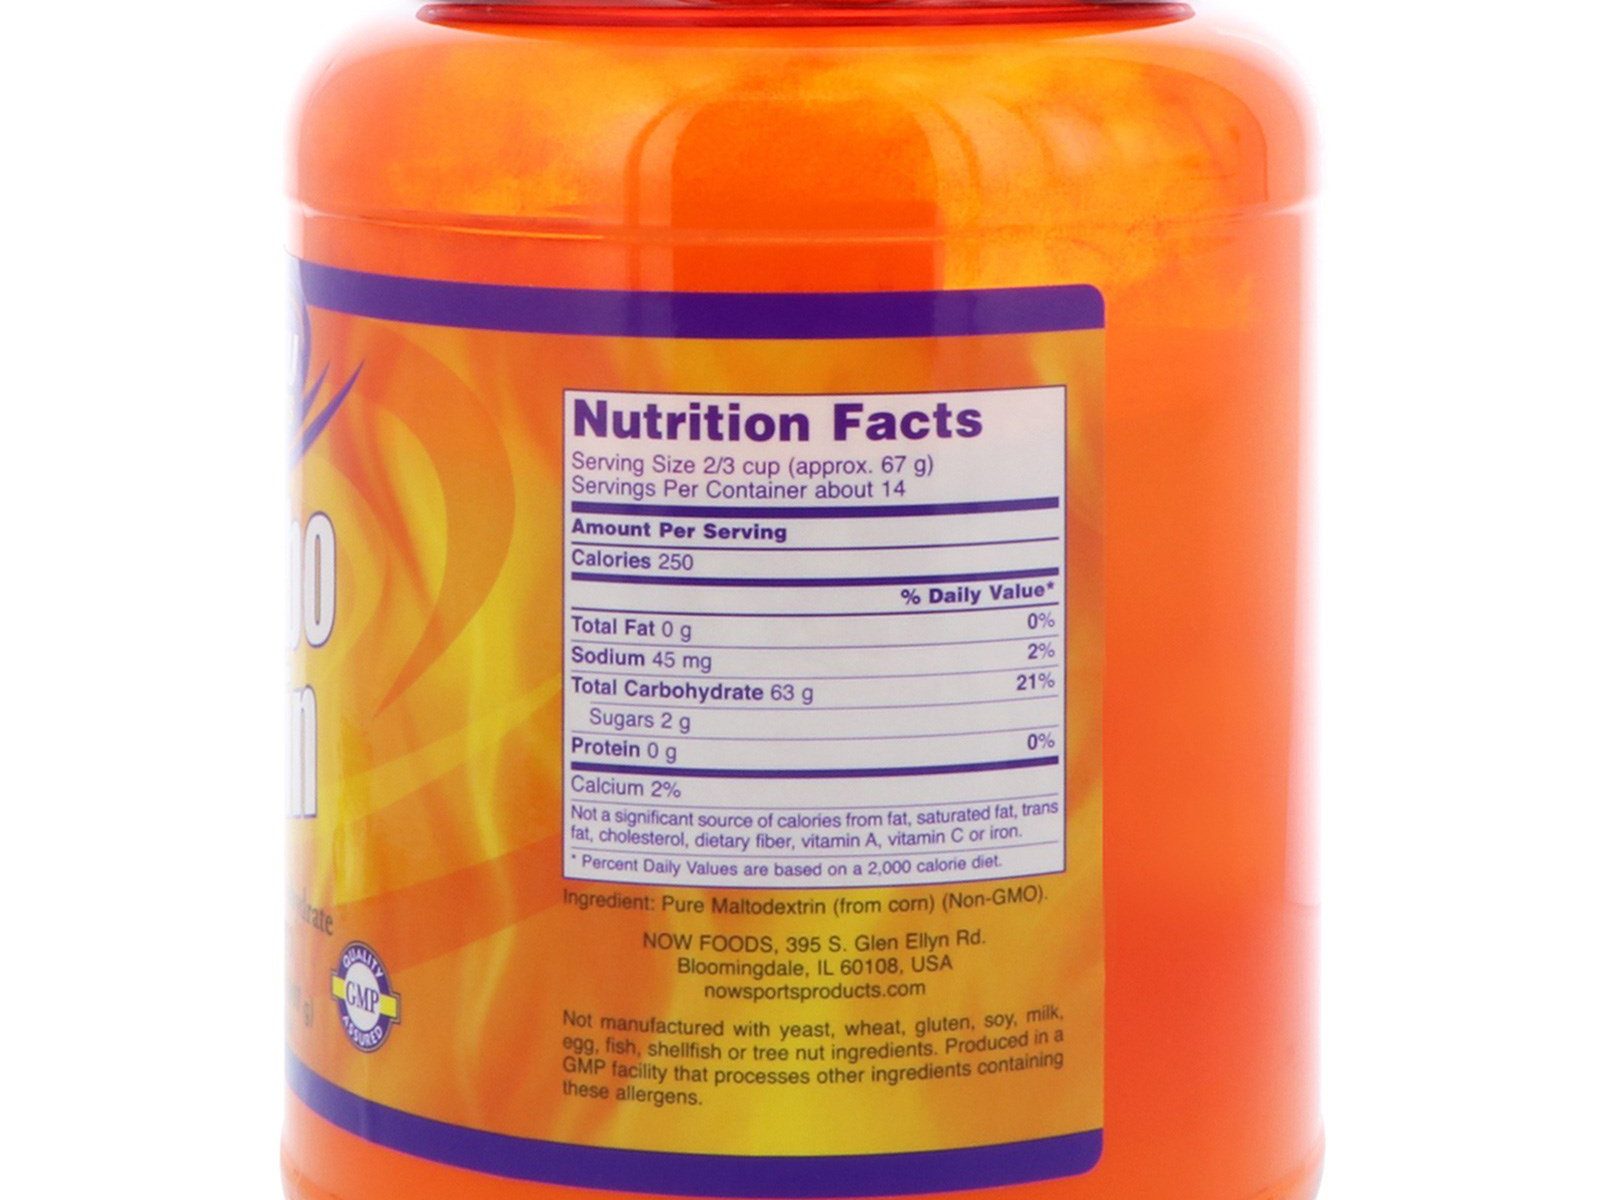 Nutrition Facts
Serving Size 2/3 cup (approx. 67 g)
Servings Per Container about 14
Amount Per Serving
Calories 250
% Daily Value*
Total Fat 0 g 0%
Sodium 45 mg 2%
Total Carbohydrate 63 g 21%
Sugars 2 g
Protein 0 g 0%
Calcium 2%
Not a significant source of calories from fat, saturated fat, trans
fat, cholesterol, dietary fiber, vitamin A, vitamin C or iron.
* Percent Daily Values are based on a 2,000 calorie diet.
Ingredient: Pure Maltodextrin (from corn) (Non-GMO).
NOW FOODS, 395 S. Glen Ellyn Rd.
Bloomingdale, IL 60108, USA
nowsportsproducts.com
Not manufactured with yeast, wheat, gluten, soy, milk,
egg, fish, shellfish or tree nut ingredients. Produced in a
GMP facility that processes other ingredients containing
these allergens.
QUALITY
GMP
ASSURED